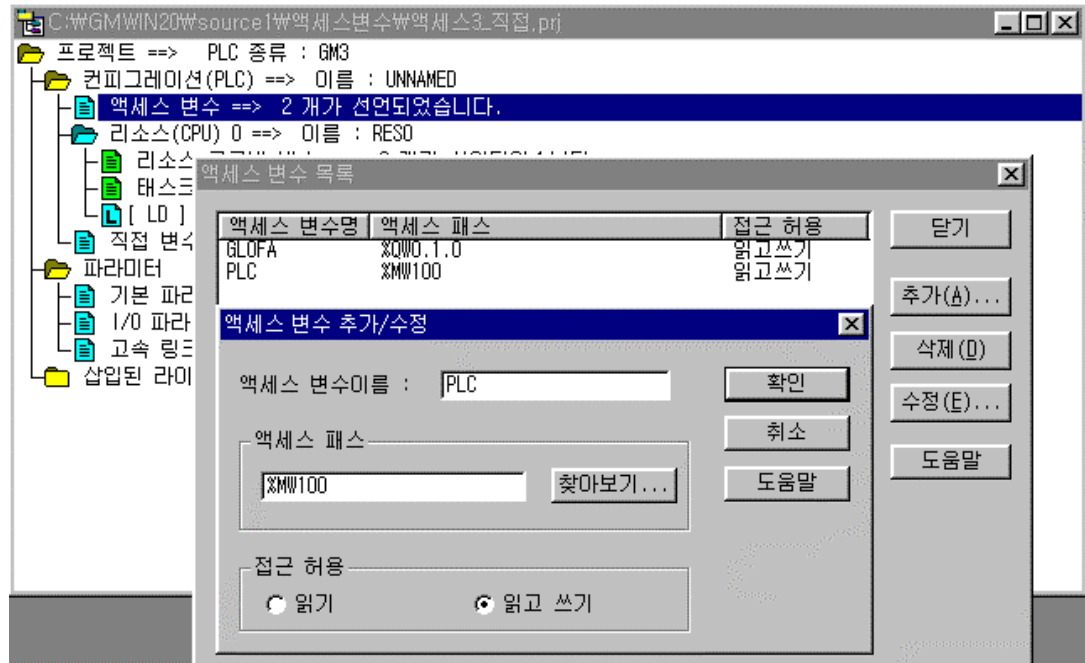 C:\GMWIN20\source1\액세스변수\액세스3_직접.prj
프로젝트 ==> PLC 종류 : GM3
컨피그레이션(PLC) ==> 이름 : UNNAMED
액세스 변수 ==> 2 개가 선언되었습니다.
리소스(CPU) 0 ==> 이름 : RES0
리소스
태스크
[ LD ]
직접 변수
파라미터
기본 파라
I/O 파라
고속 링크
삽입된 라이
액세스 변수 목록
액세스 변수명 액세스 패스 접근 허용
GLOFA %QW0.1.0 읽고쓰기
PLC %MW100 읽고쓰기
닫기
추가(A)...
삭제(D)
수정(E)...
도움말
액세스 변수 추가/수정
액세스 변수이름 : PLC
확인
취소
도움말
액세스 패스
%MW100 찾아보기...
접근 허용
읽기 읽고 쓰기